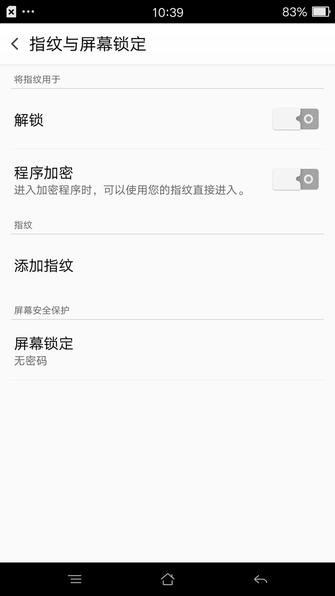 10:39
83%
指纹与屏幕锁定
将指纹用于
解锁
程序加密
进入加密程序时，可以使用您的指纹直接进入。
指纹
添加指纹
屏幕安全保护
屏幕锁定
无密码